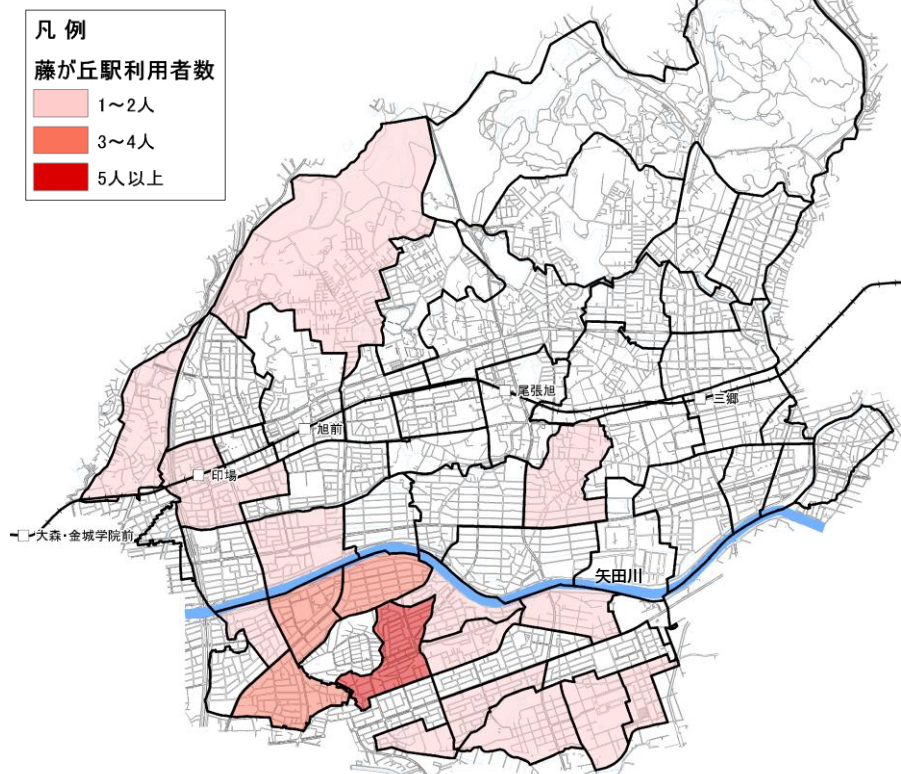 凡 例
藤が丘駅利用者数
1～2人
3～4人
5人以上
尾張旭
三郷
旭前
印場
大森・金城学院前
矢田川